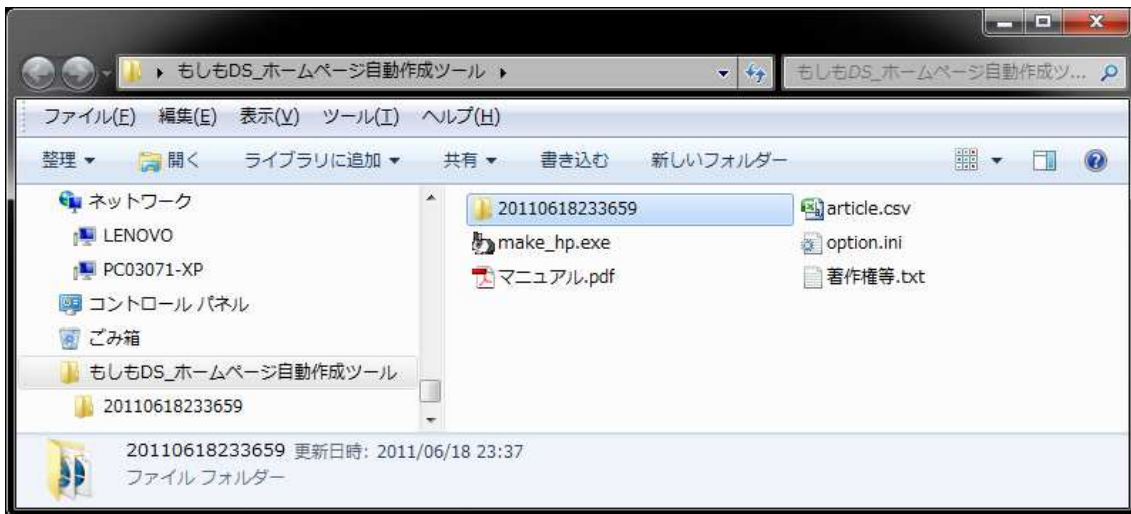 もしもDS_ホームページ自動作成ツール
もしもDS_ホームページ自動作成ツ...
ファイル(F) 編集(E) 表示(V) ツール(T) ヘルプ(H)
整理 開く ライブラリに追加 共有 書き込む 新しいフォルダー
ネットワーク
LENOVO
PC03071-XP
コントロール パネル
ごみ箱
もしもDS_ホームページ自動作成ツール
20110618233659
20110618233659
make_hp.exe
マニュアル.pdf
article.csv
option.ini
著作権等.txt
20110618233659 更新日時: 2011/06/18 23:37
ファイル フォルダー